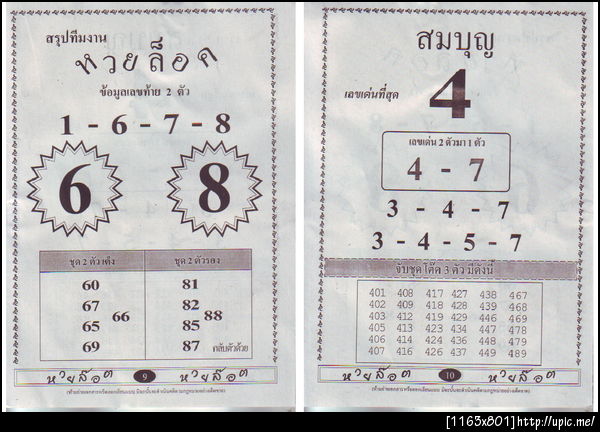 สรุปทีมงาน
หวยล็อค
ข้อมูลเลขท้าย 2 ตัว
1 - 6 - 7 - 8
6 8
ชุด 2 ตัวเต็ง ชุด 2 ตัวรอง
60 81
67 82
66 88
65 85
69 87 กลับตัวด้วย
หวยล็อค 9 หวยล็อค
สมบุญ
เลขเด่นที่สุด 4
เลขเด่น 2 ตัวมา 1 ตัว
4 - 7
3 - 4 - 7
3 - 4 - 5 - 7
จับชุดโต๊ด 3 ตัว มีดังนี้
401 408 417 427 438 467
402 409 418 429 439 468
403 412 419 429 446 469
405 413 423 434 447 478
406 414 425 437 448 479
407 416 426 437 449 489
หวยล๊อต 10 หวยล๊อต
[1163x801]http://upic.me/